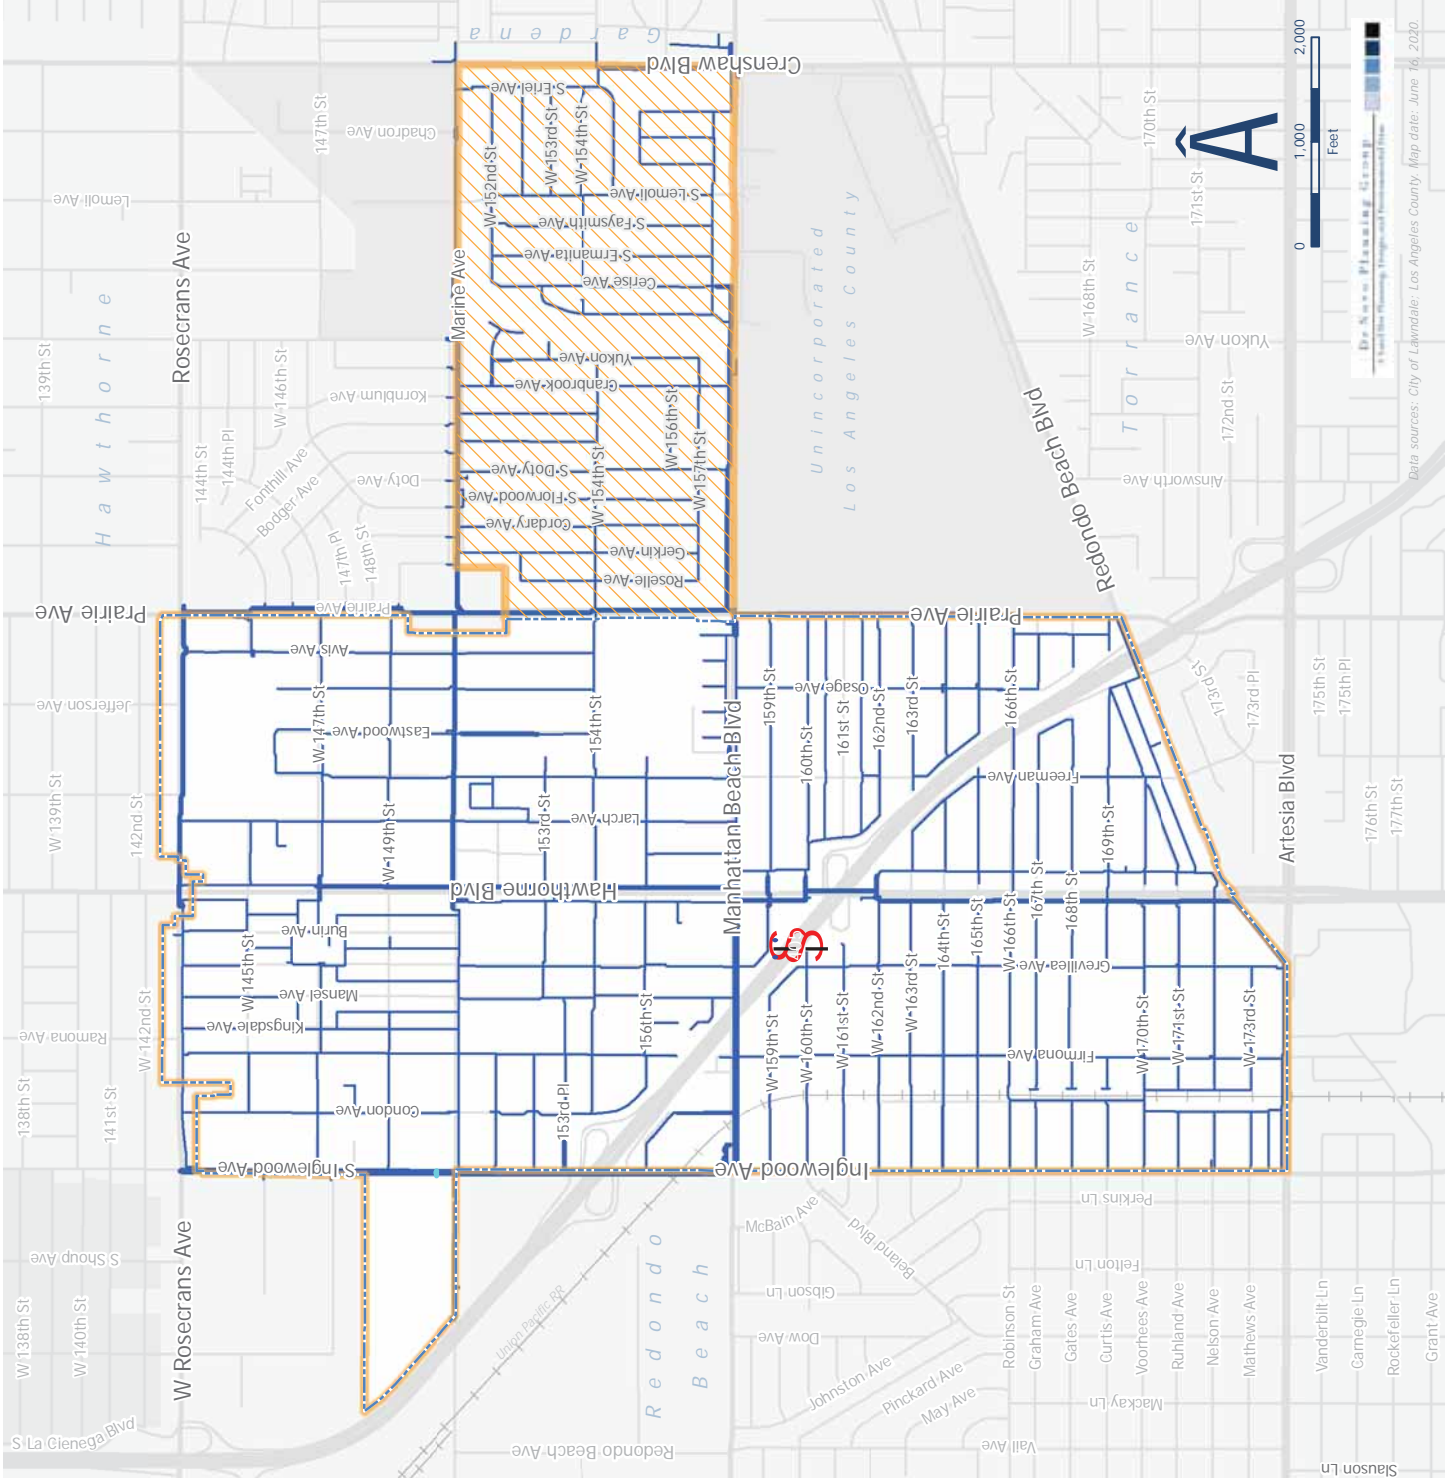 Gardena
Crenshaw Blvd
147th St
Chadron Ave
Lemoli Ave
Rosecrans Ave
Hawthorne
139th St
W 146th St
Kornblum Ave
144th St
144th Pl
Fonthill Ave
Bodger Ave
Doty Ave
147th Pl
148th St
Marine Ave
S Eriel Ave
W 153rd St
W 154th St
W 152nd St
S Lemoli Ave
S Faysmith Ave
S Ermanita Ave
Cerise Ave
Yukon Ave
Cranbrook Ave
W 156th St
S Doty Ave
W 154th St
W 157th St
S Florwood Ave
Cordary Ave
Gerkin Ave
Roselle Ave
Unincorporated
Los Angeles County
170th St
171st St
W 168th St
Torrance
Yukon Ave
172nd St
Ainsworth Ave
Redondo Beach Blvd
0
1,000
2,000
Feet
De Novo Planning Group
Data sources: City of Lawndale; Los Angeles County. Map date: June 16, 2020.
Prairie Ave
Prairie Ave
Prairie Ave
Avis Ave
Jefferson Ave
W 147th St
Eastwood Ave
154th St
W 139th St
142nd St
W 149th St
153rd St
Larch Ave
Hawthorne Blvd
Manhattan Beach Blvd
159th St
Osage Ave
160th St
161st St
162nd St
163rd St
166th St
Freeman Ave
169th St
173rd St
173rd Pl
175th St
175th Pl
Artesia Blvd
176th St
177th St
Burin Ave
W 145th St
Mansel Ave
Kingsdale Ave
W 142nd St
Ramona Ave
138th St
141st St
Condon Ave
153rd Pl
156th St
S Inglewood Ave
Inglewood Ave
W 159th St
W 160th St
W 161st St
W 162nd St
W 163rd St
164th St
165th St
W 166th St
167th St
168th St
Grevillea Ave
Firmona Ave
W 170th St
W 171st St
W 173rd St
S Shoup Ave
W 138th St
W 140th St
W Rosecrans Ave
S La Cienega Blvd
Union Pacific RR
Redondo
Beach
Redondo Beach Ave
McBain Ave
Beland Blvd
Gibson Ln
Dow Ave
Johnston Ave
Pinckard Ave
May Ave
Vail Ave
Perkins Ln
Felton Ln
Mackay Ln
Robinson St
Graham Ave
Gates Ave
Curtis Ave
Voorhees Ave
Ruhland Ave
Nelson Ave
Mathews Ave
Vanderbilt Ln
Carnegie Ln
Rockefeller Ln
Grant Ave
Slauson Ln